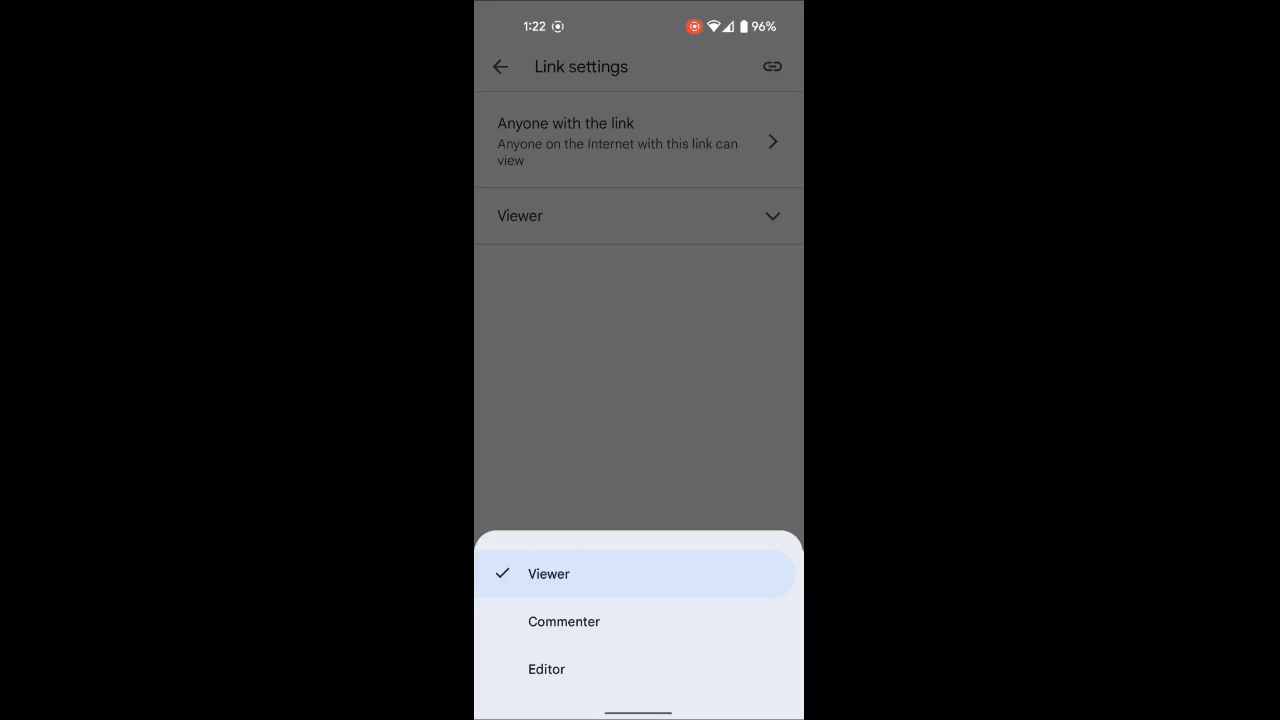 1:22 96%
Link settings
Anyone with the link
Anyone on the Internet with this link can
view
Viewer
Viewer
Commenter
Editor